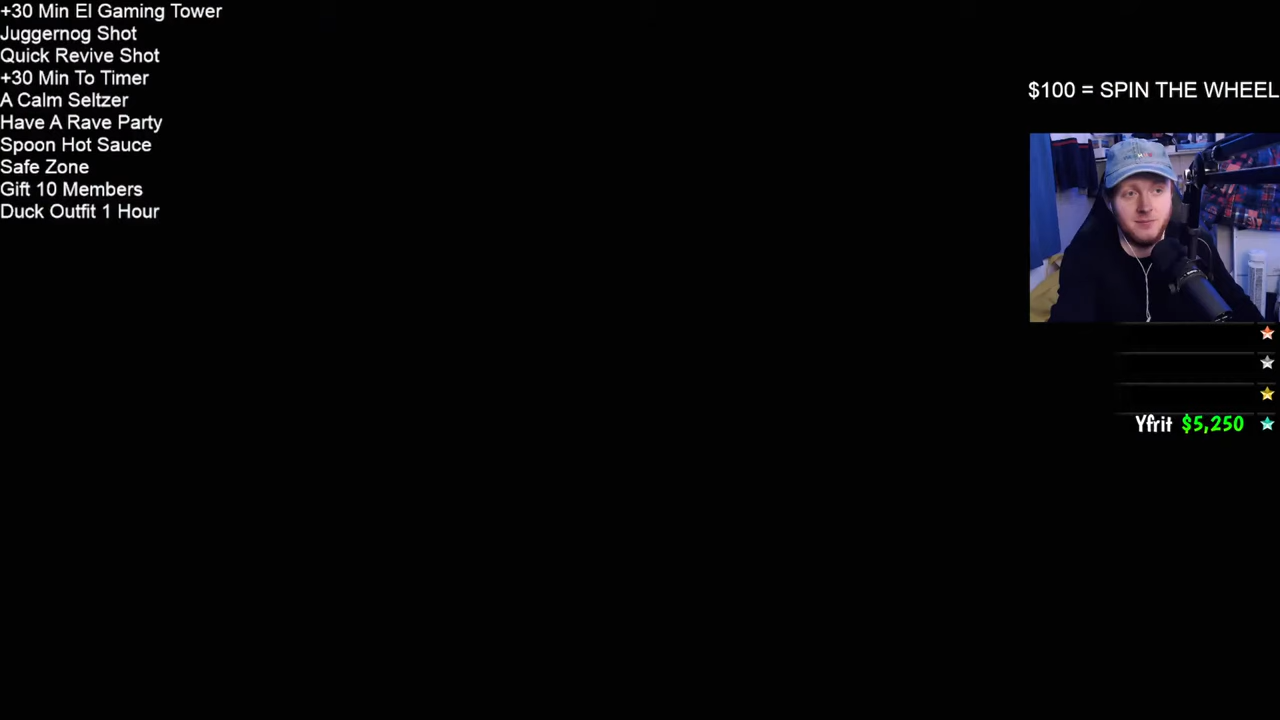 +30 Min El Gaming Tower
Juggernog Shot
Quick Revive Shot
+30 Min To Timer
A Calm Seltzer
Have A Rave Party
Spoon Hot Sauce
Safe Zone
Gift 10 Members
Duck Outfit 1 Hour
$100 = SPIN THE WHEEL
Yfrit $5,250